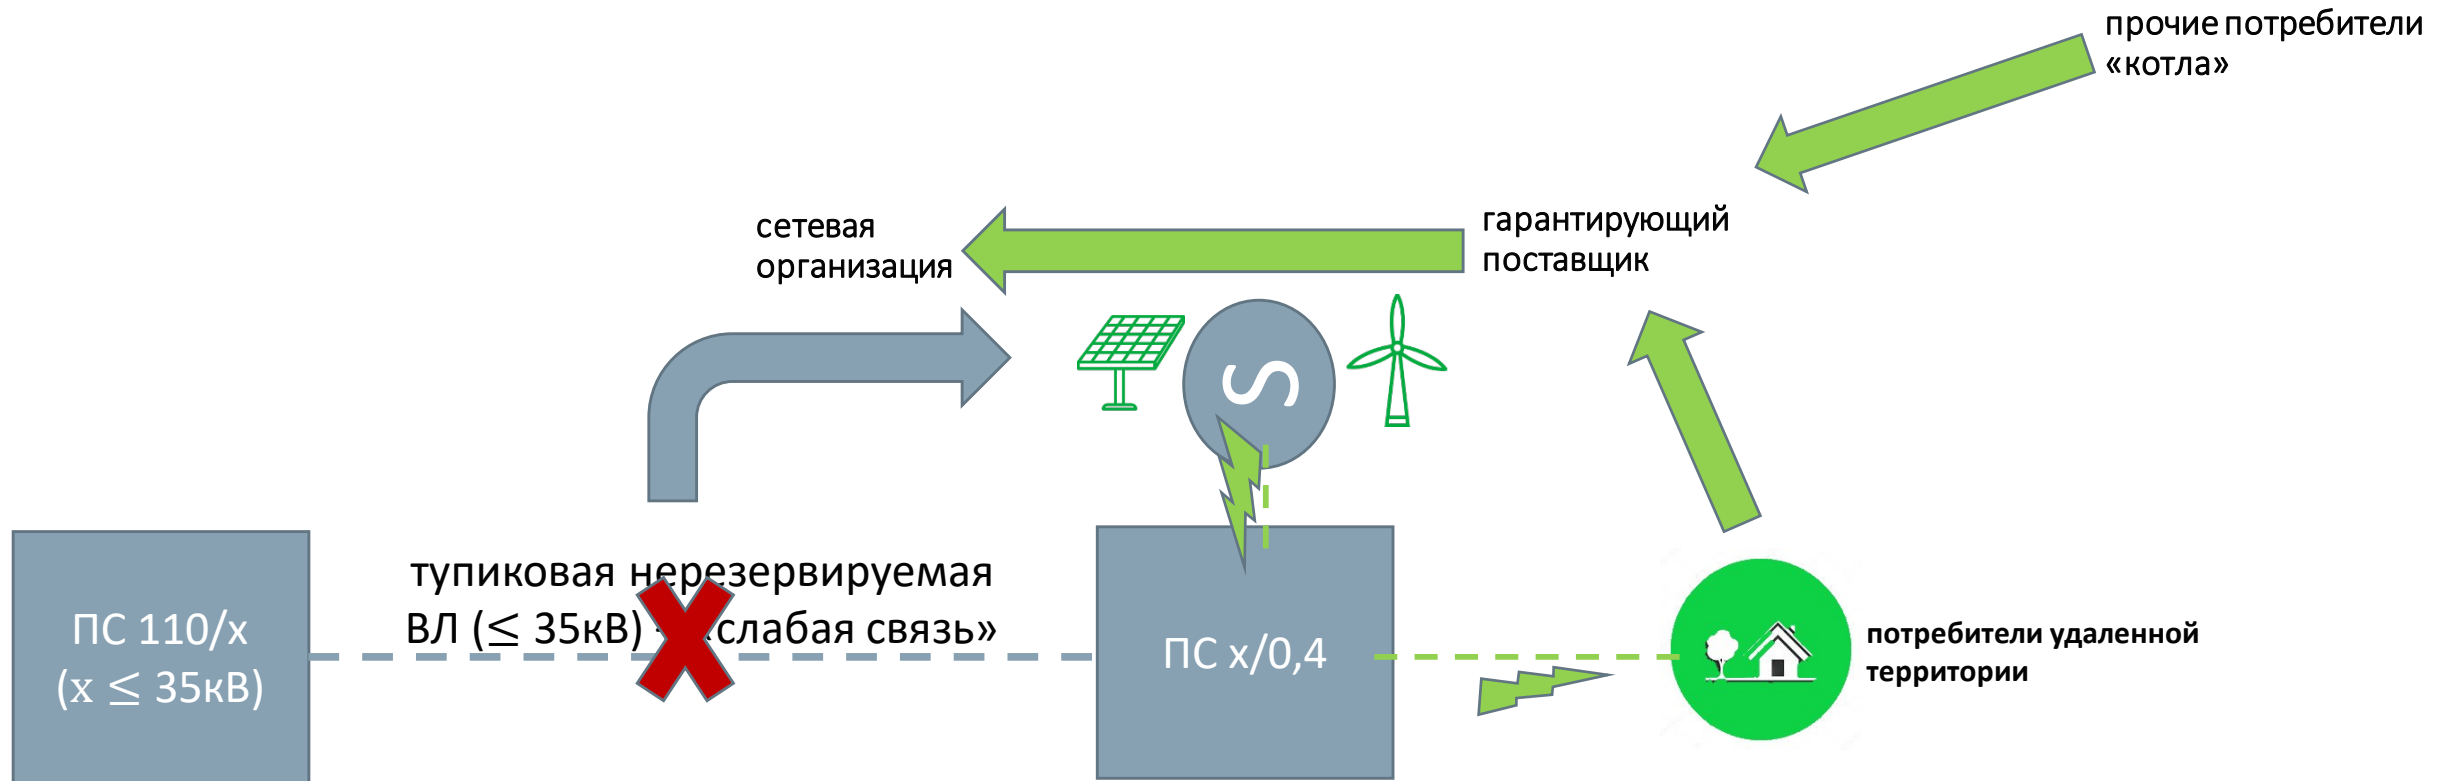 прочие потребители
«котла»
сетевая
организация
гарантирующий
поставщик
S
тупиковая нерезервируемая
ВЛ (≤ 35кВ) «слабая связь»
ПС 110/х
(x ≤ 35кВ)
ПС х/0,4
потребители удаленной
территории